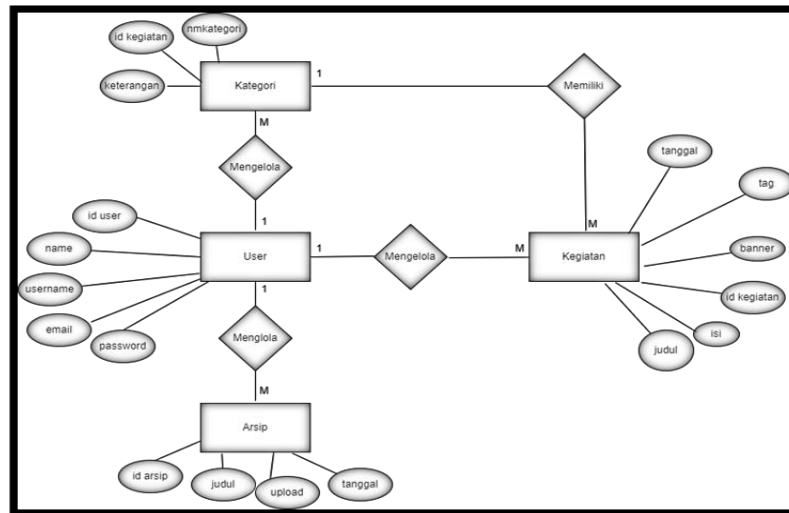 nmkategori
id kegiatan
keterangan
Kategori
1
Memiliki
M
Mengelola
1
tanggal
tag
id user
name
username
email
password
User
1
Mengelola
M
M
Kegiatan
banner
id kegiatan
isi
judul
1
Menglola
M
Arsip
id arsip
judul
upload
tanggal